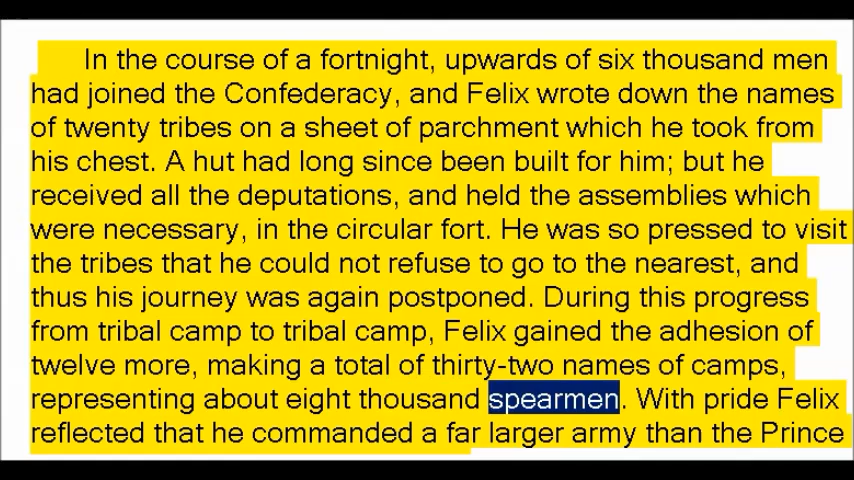 In the course of a fortnight, upwards of six thousand men
had joined the Confederacy, and Felix wrote down the names
of twenty tribes on a sheet of parchment which he took from
his chest. A hut had long since been built for him; but he
received all the deputations, and held the assemblies which
were necessary, in the circular fort. He was so pressed to visit
the tribes that he could not refuse to go to the nearest, and
thus his journey was again postponed. During this progress
from tribal camp to tribal camp, Felix gained the adhesion of
twelve more, making a total of thirty-two names of camps,
representing about eight thousand spearmen. With pride Felix
reflected that he commanded a far larger army than the Prince